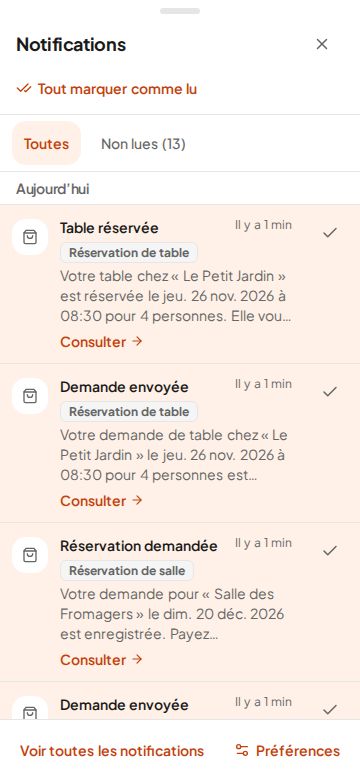 Notifications
Tout marquer comme lu
Toutes
Non lues (13)
Aujourd'hui
Table réservée
Il y a 1 min
Réservation de table
Votre table chez « Le Petit Jardin »
est réservée le jeu. 26 nov. 2026 à
08:30 pour 4 personnes. Elle vou…
Consulter →
Demande envoyée
Il y a 1 min
Réservation de table
Votre demande de table chez « Le
Petit Jardin » le jeu. 26 nov. 2026 à
08:30 pour 4 personnes est…
Consulter →
Réservation demandée
Il y a 1 min
Réservation de salle
Votre demande pour « Salle des
Fromagers » le dim. 20 déc. 2026
est enregistrée. Payez…
Consulter →
Demande envoyée
Il y a 1 min
Voir toutes les notifications
Préférences